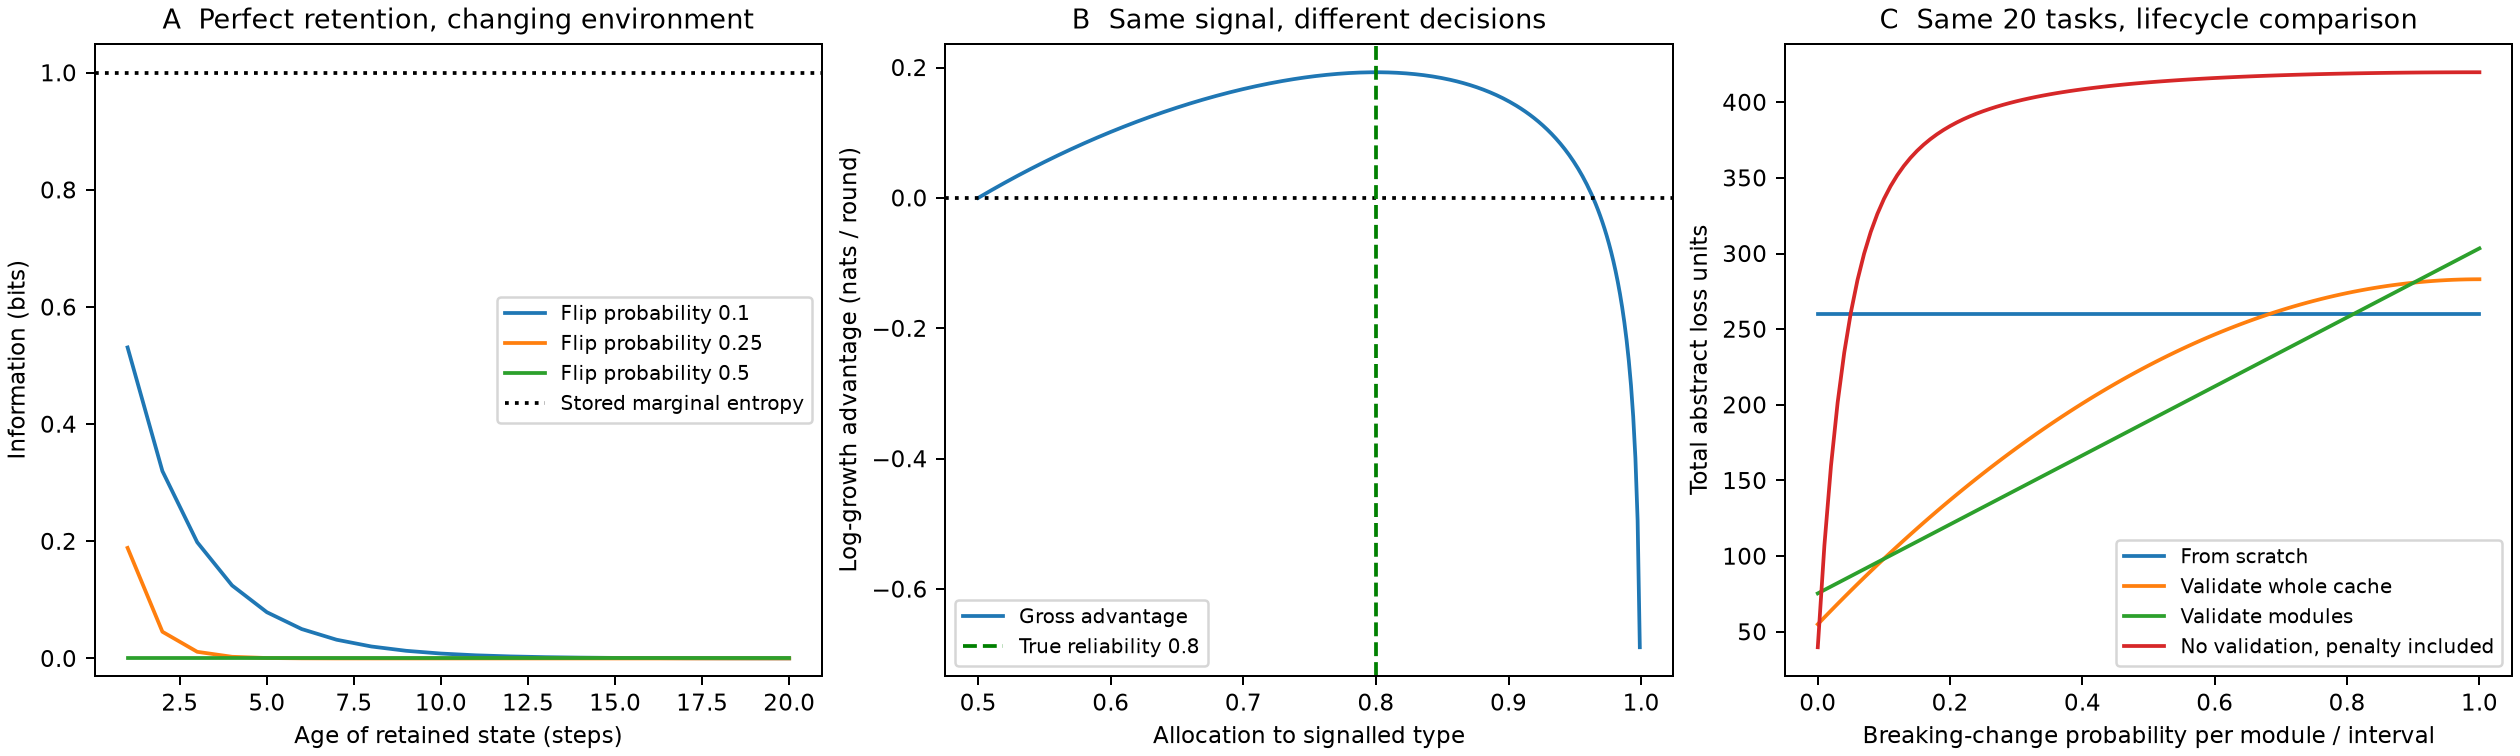 A  Perfect retention, changing environment
1.0
0.8
0.6
0.4
0.2
0.0
Information (bits)
Flip probability 0.1
Flip probability 0.25
Flip probability 0.5
Stored marginal entropy
2.5 5.0 7.5 10.0 12.5 15.0 17.5 20.0
Age of retained state (steps)
B  Same signal, different decisions
0.2
0.0
−0.2
−0.4
−0.6
Log-growth advantage (nats / round)
Gross advantage
True reliability 0.8
0.5 0.6 0.7 0.8 0.9 1.0
Allocation to signalled type
C  Same 20 tasks, lifecycle comparison
400
350
300
250
200
150
100
50
Total abstract loss units
From scratch
Validate whole cache
Validate modules
No validation, penalty included
0.0 0.2 0.4 0.6 0.8 1.0
Breaking-change probability per module / interval